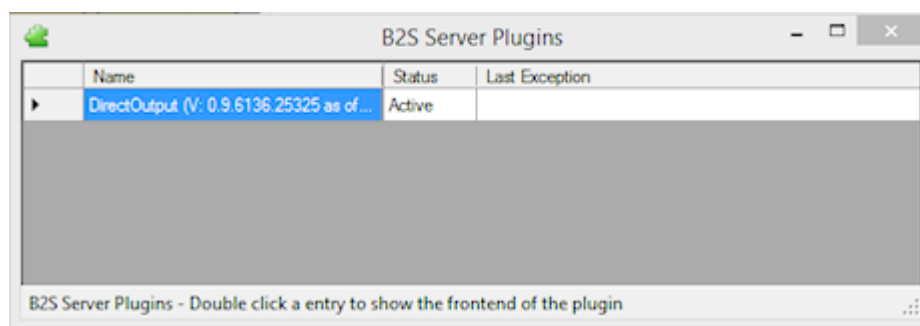 B2S Server Plugins
Name Status Last Exception
DirectOutput (V: 0.9.6136.25325 as of... Active
B2S Server Plugins - Double click a entry to show the frontend of the plugin